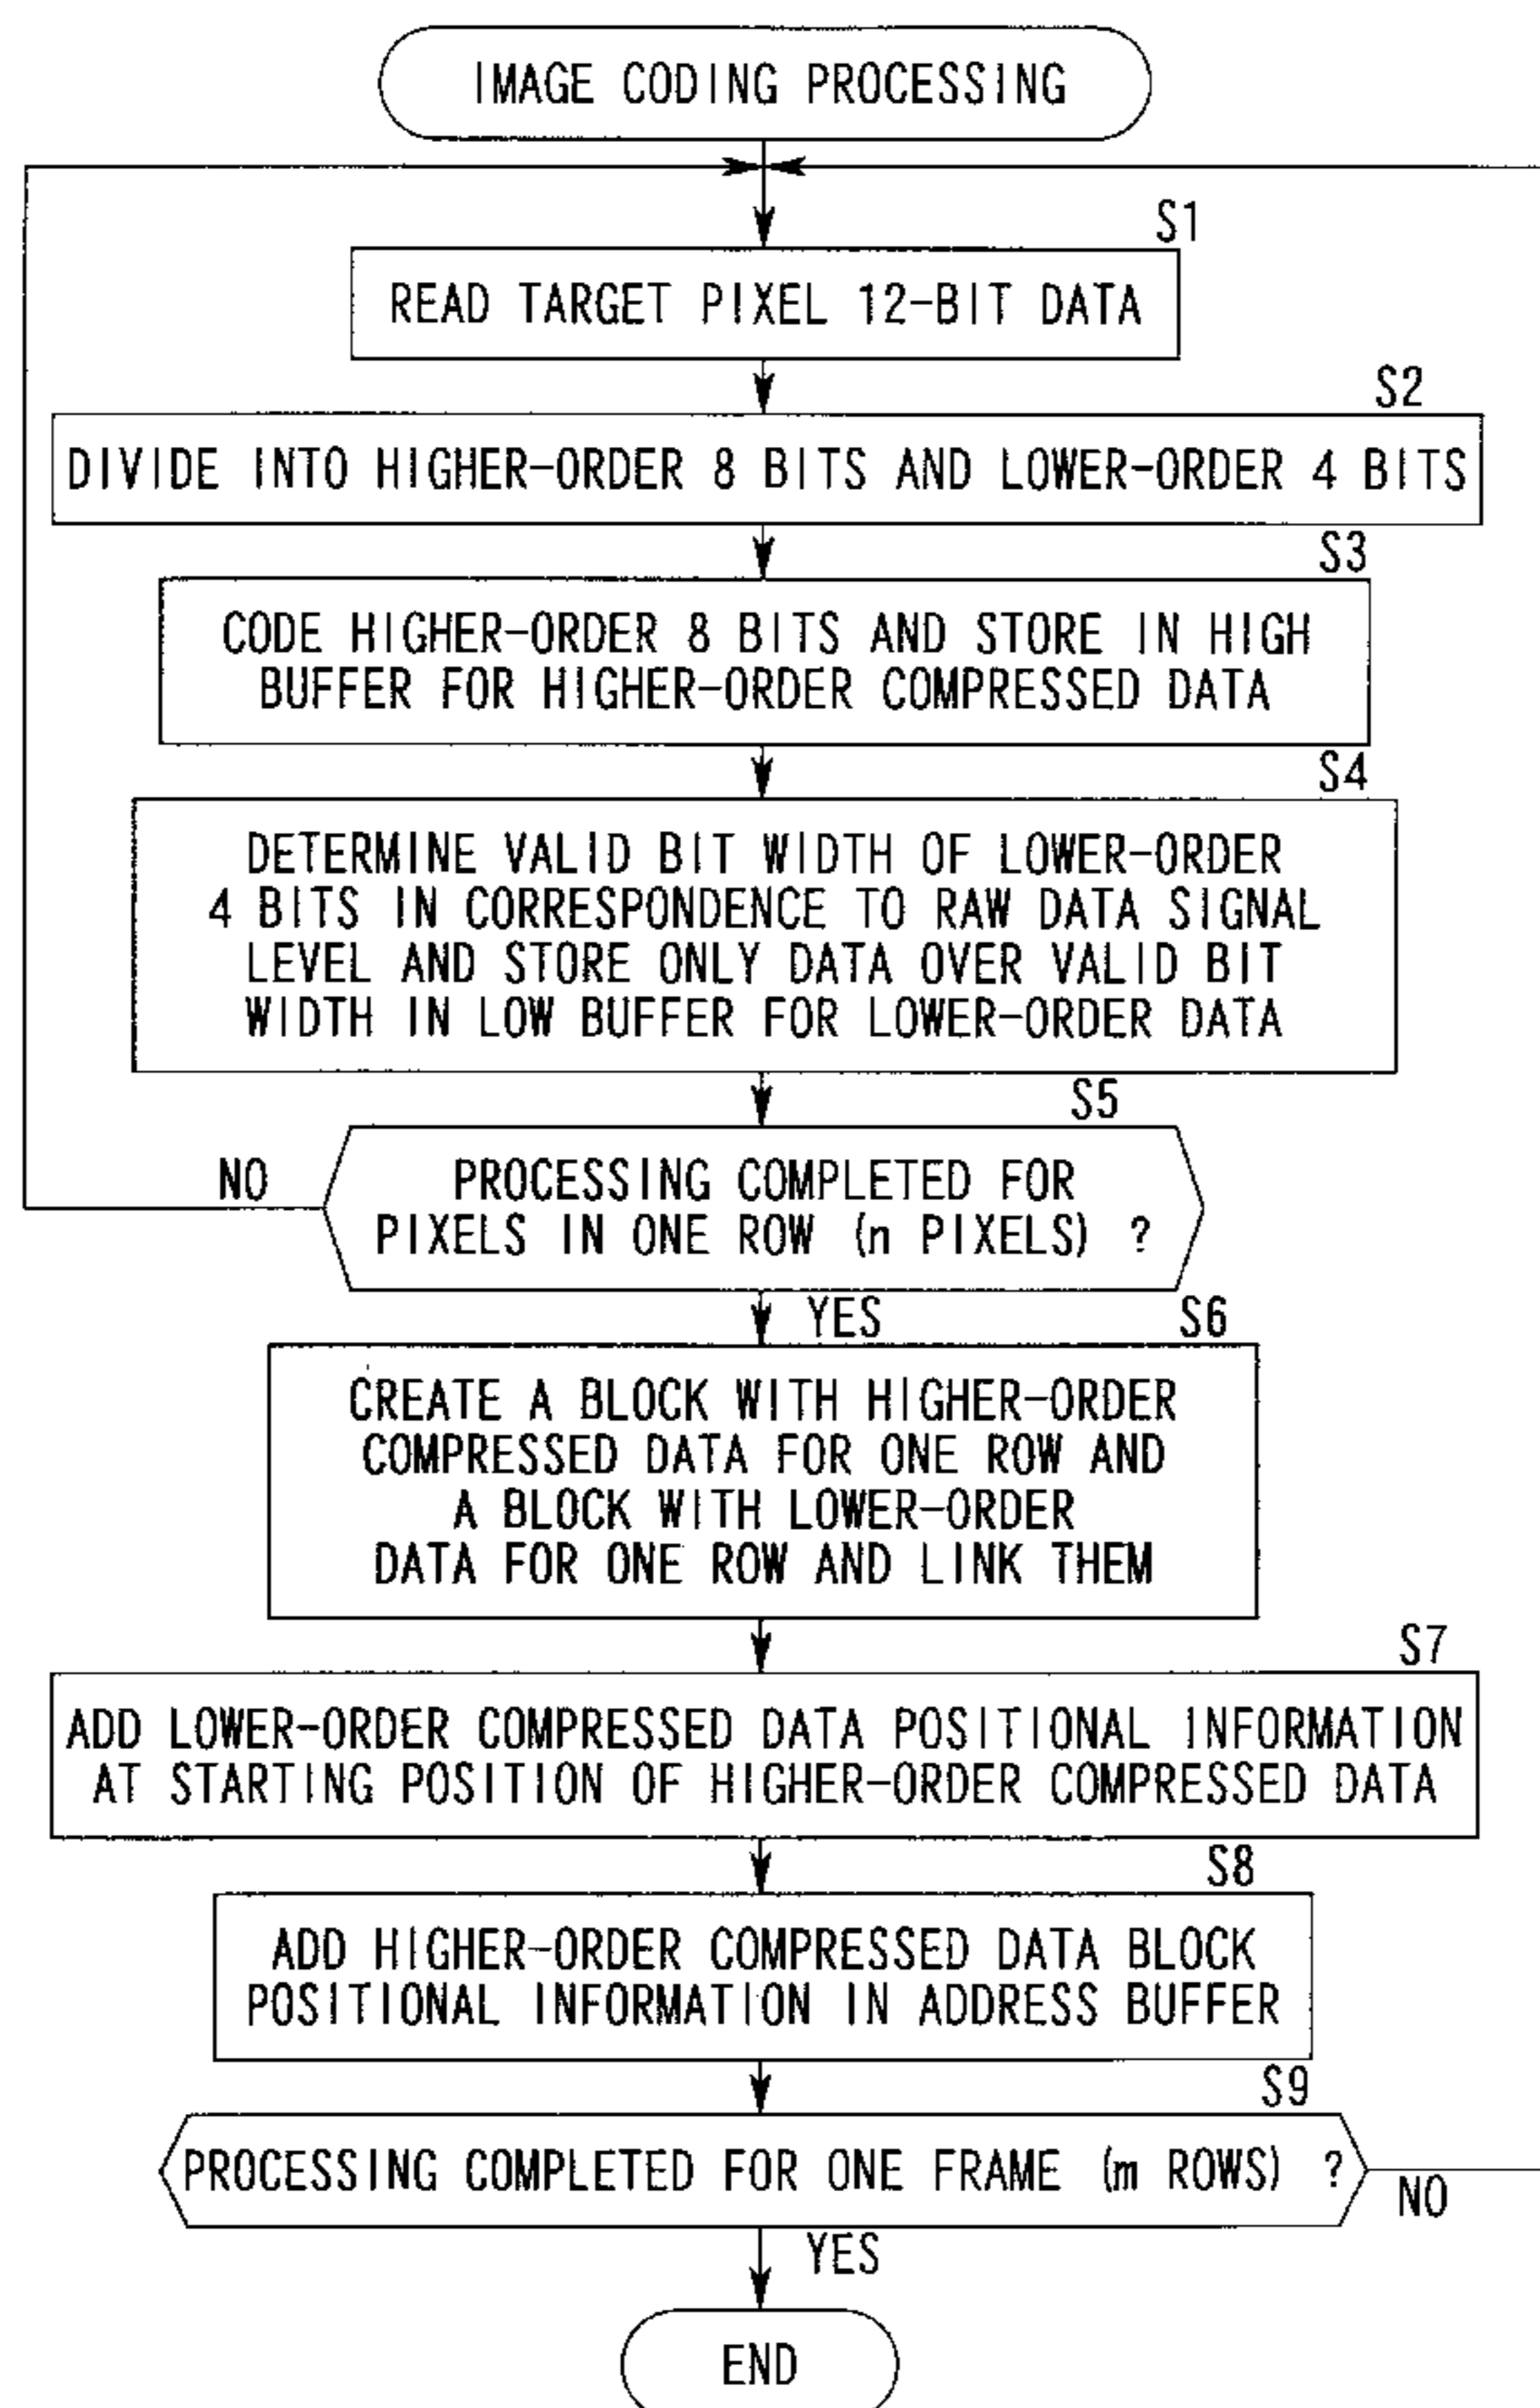 IMAGE CODING PROCESSING
S1
READ TARGET PIXEL 12-BIT DATA
S2
DIVIDE INTO HIGHER-ORDER 8 BITS AND LOWER-ORDER 4 BITS
S3
CODE HIGHER-ORDER 8 BITS AND STORE IN HIGH
BUFFER FOR HIGHER-ORDER COMPRESSED DATA
S4
DETERMINE VALID BIT WIDTH OF LOWER-ORDER
4 BITS IN CORRESPONDENCE TO RAW DATA SIGNAL
LEVEL AND STORE ONLY DATA OVER VALID BIT
WIDTH IN LOW BUFFER FOR LOWER-ORDER DATA
S5
NO
PROCESSING COMPLETED FOR
PIXELS IN ONE ROW (n PIXELS) ?
YES
S6
CREATE A BLOCK WITH HIGHER-ORDER
COMPRESSED DATA FOR ONE ROW AND
A BLOCK WITH LOWER-ORDER
DATA FOR ONE ROW AND LINK THEM
S7
ADD LOWER-ORDER COMPRESSED DATA POSITIONAL INFORMATION
AT STARTING POSITION OF HIGHER-ORDER COMPRESSED DATA
S8
ADD HIGHER-ORDER COMPRESSED DATA BLOCK
POSITIONAL INFORMATION IN ADDRESS BUFFER
S9
PROCESSING COMPLETED FOR ONE FRAME (m ROWS) ?
NO
YES
END